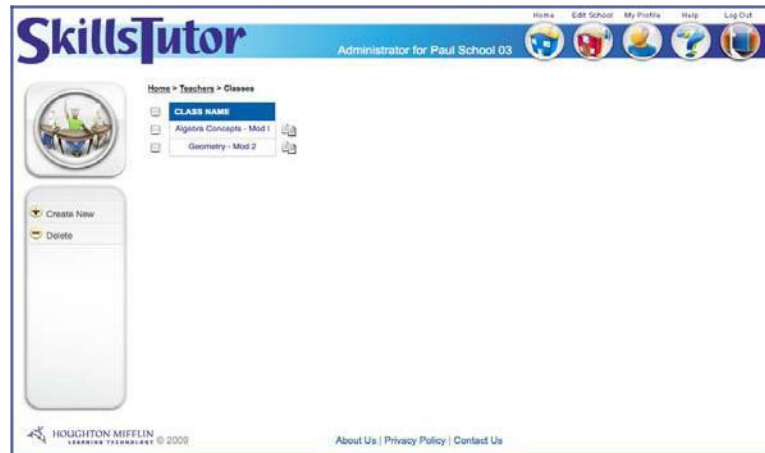 Home Edit School My Profile Help Log Out
SkillsTutor
Administrator for Paul School 03
Home > Teachers > Classes
CLASS NAME
Algebra Concepts - Mod I
Geometry - Mod 2
Create New
Delete
HOUGHTON MIFFLIN
LEARNING TECHNOLOGY © 2009
About Us | Privacy Policy | Contact Us